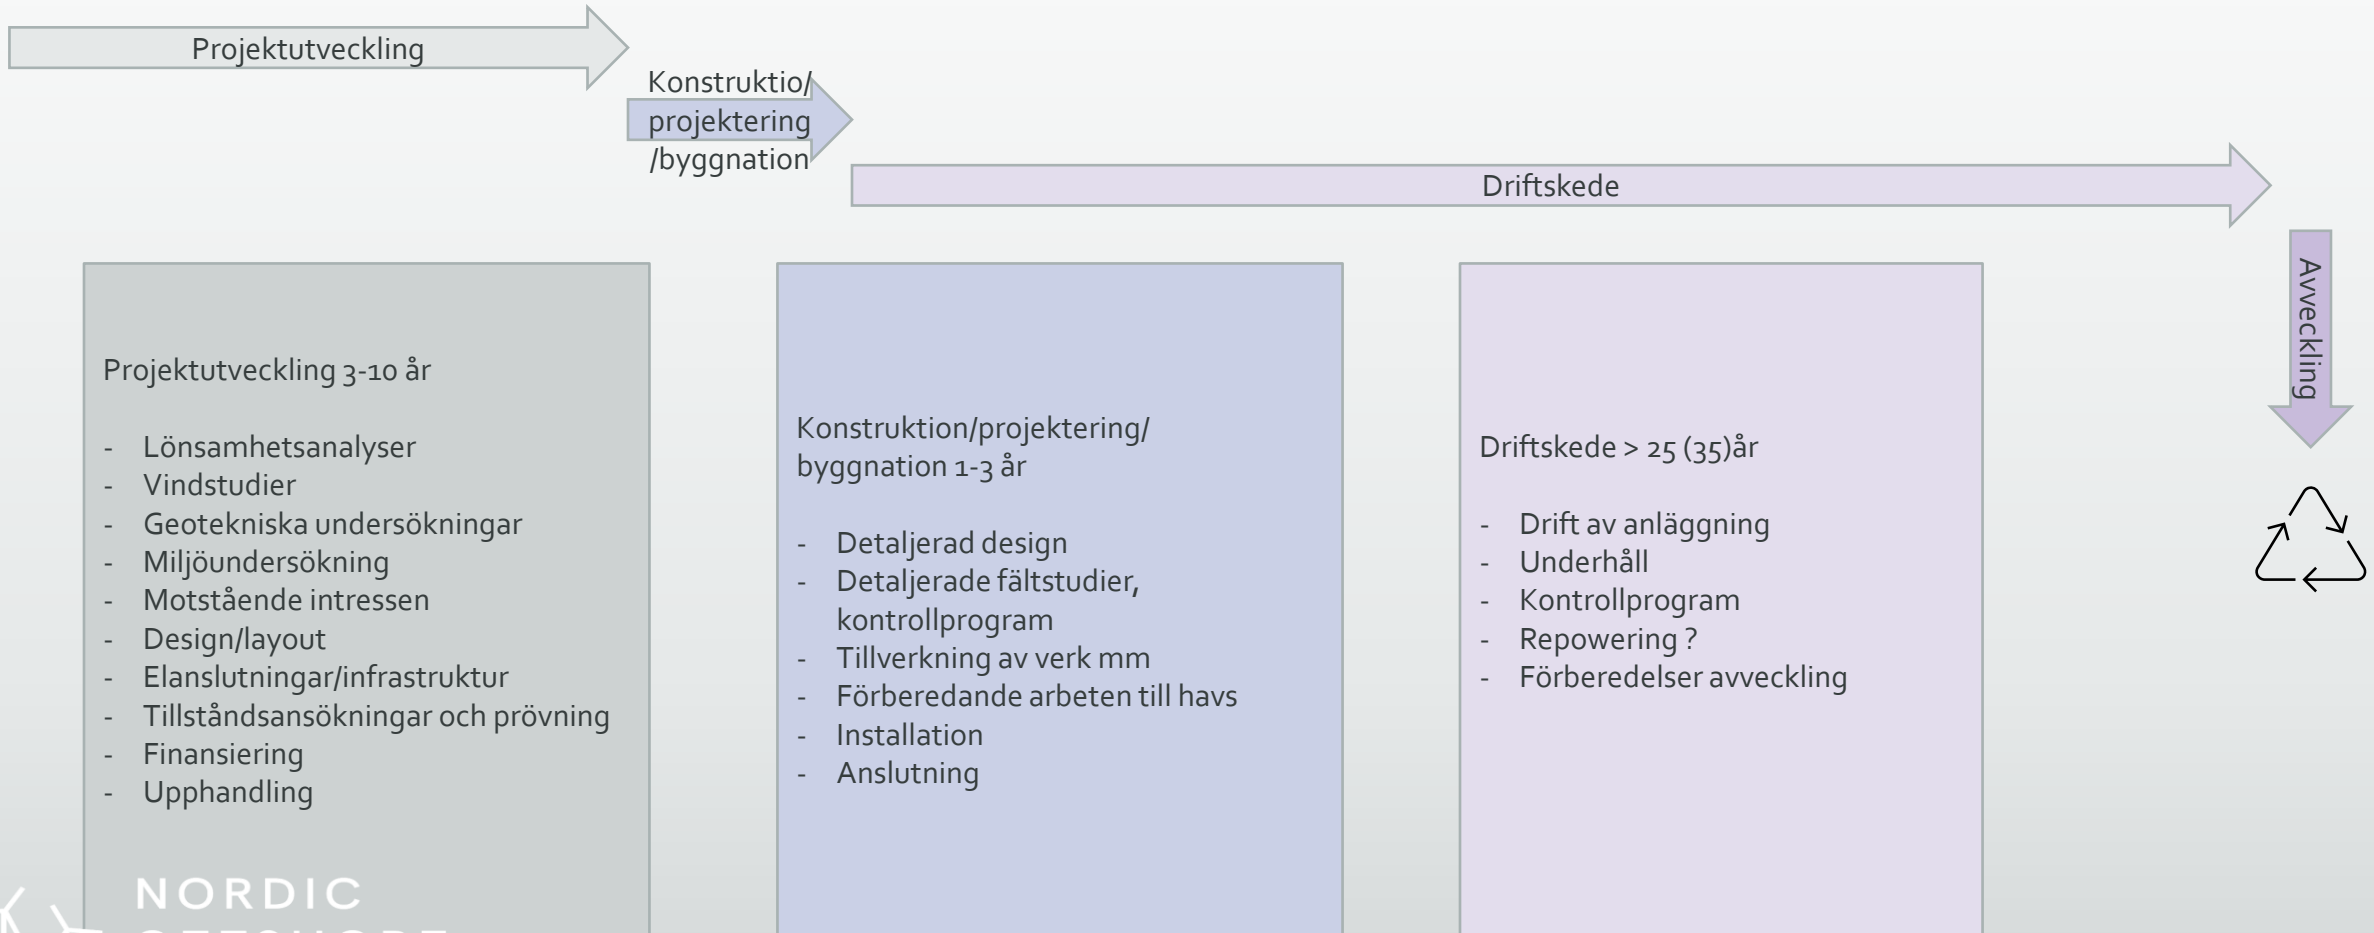 Projektutveckling
Konstruktio/
projektering
/byggnation
Driftskede
Avveckling
Projektutveckling 3-10 år
- Lönsamhetsanalyser
- Vindstudier
- Geotekniska undersökningar
- Miljöundersökning
- Motstående intressen
- Design/layout
- Elanslutningar/infrastruktur
- Tillståndsansökningar och prövning
- Finansiering
- Upphandling
Konstruktion/projektering/
byggnation 1-3 år
- Detaljerad design
- Detaljerade fältstudier,
kontrollprogram
- Tillverkning av verk mm
- Förberedande arbeten till havs
- Installation
- Anslutning
Driftskede > 25 (35)år
- Drift av anläggning
- Underhåll
- Kontrollprogram
- Repowering ?
- Förberedelser avveckling
NORDIC
OFFSHORE